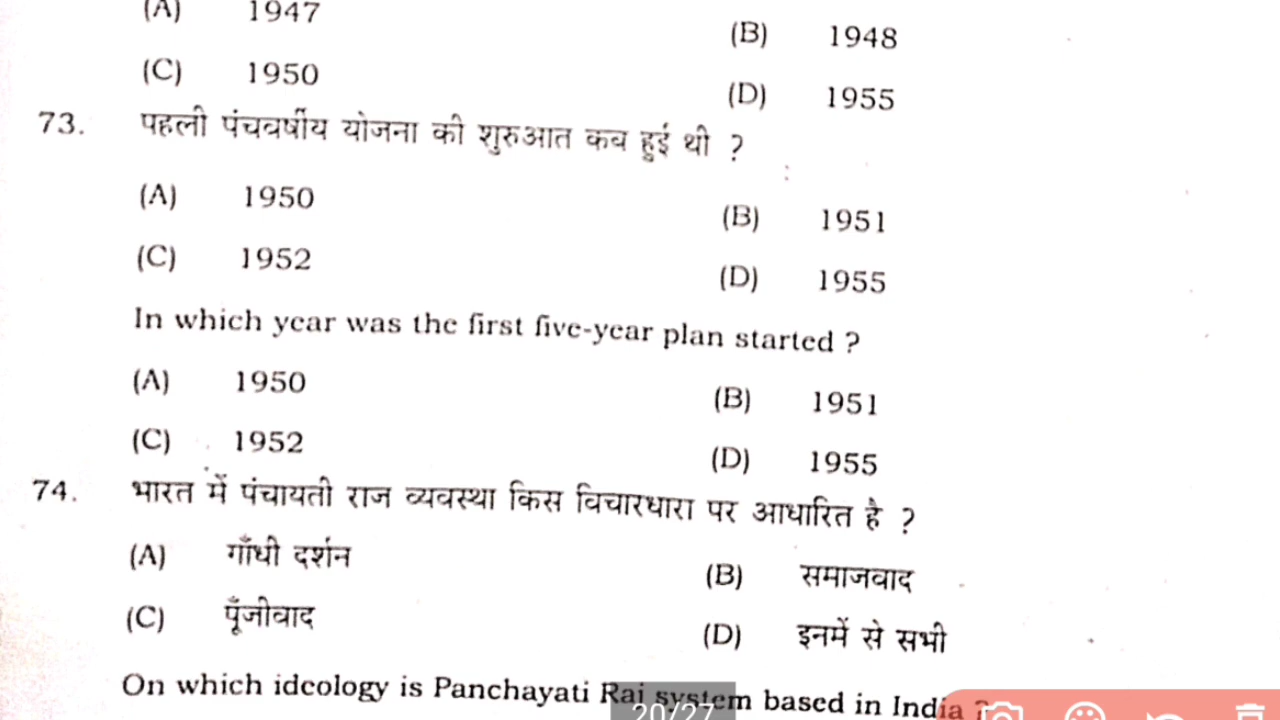 (A) 1947
(B) 1948
(C) 1950
(D) 1955
73. पहली पंचवर्षीय योजना की शुरुआत कब हुई थी ?
(A) 1950
(B) 1951
(C) 1952
(D) 1955
In which year was the first five-year plan started ?
(A) 1950
(B) 1951
(C) 1952
(D) 1955
74. भारत में पंचायती राज व्यवस्था किस विचारधारा पर आधारित है ?
(A) गाँधी दर्शन
(B) समाजवाद
(C) पूँजीवाद
(D) इनमें से सभी
On which ideology is Panchayati Raj system based in India ?
20/27